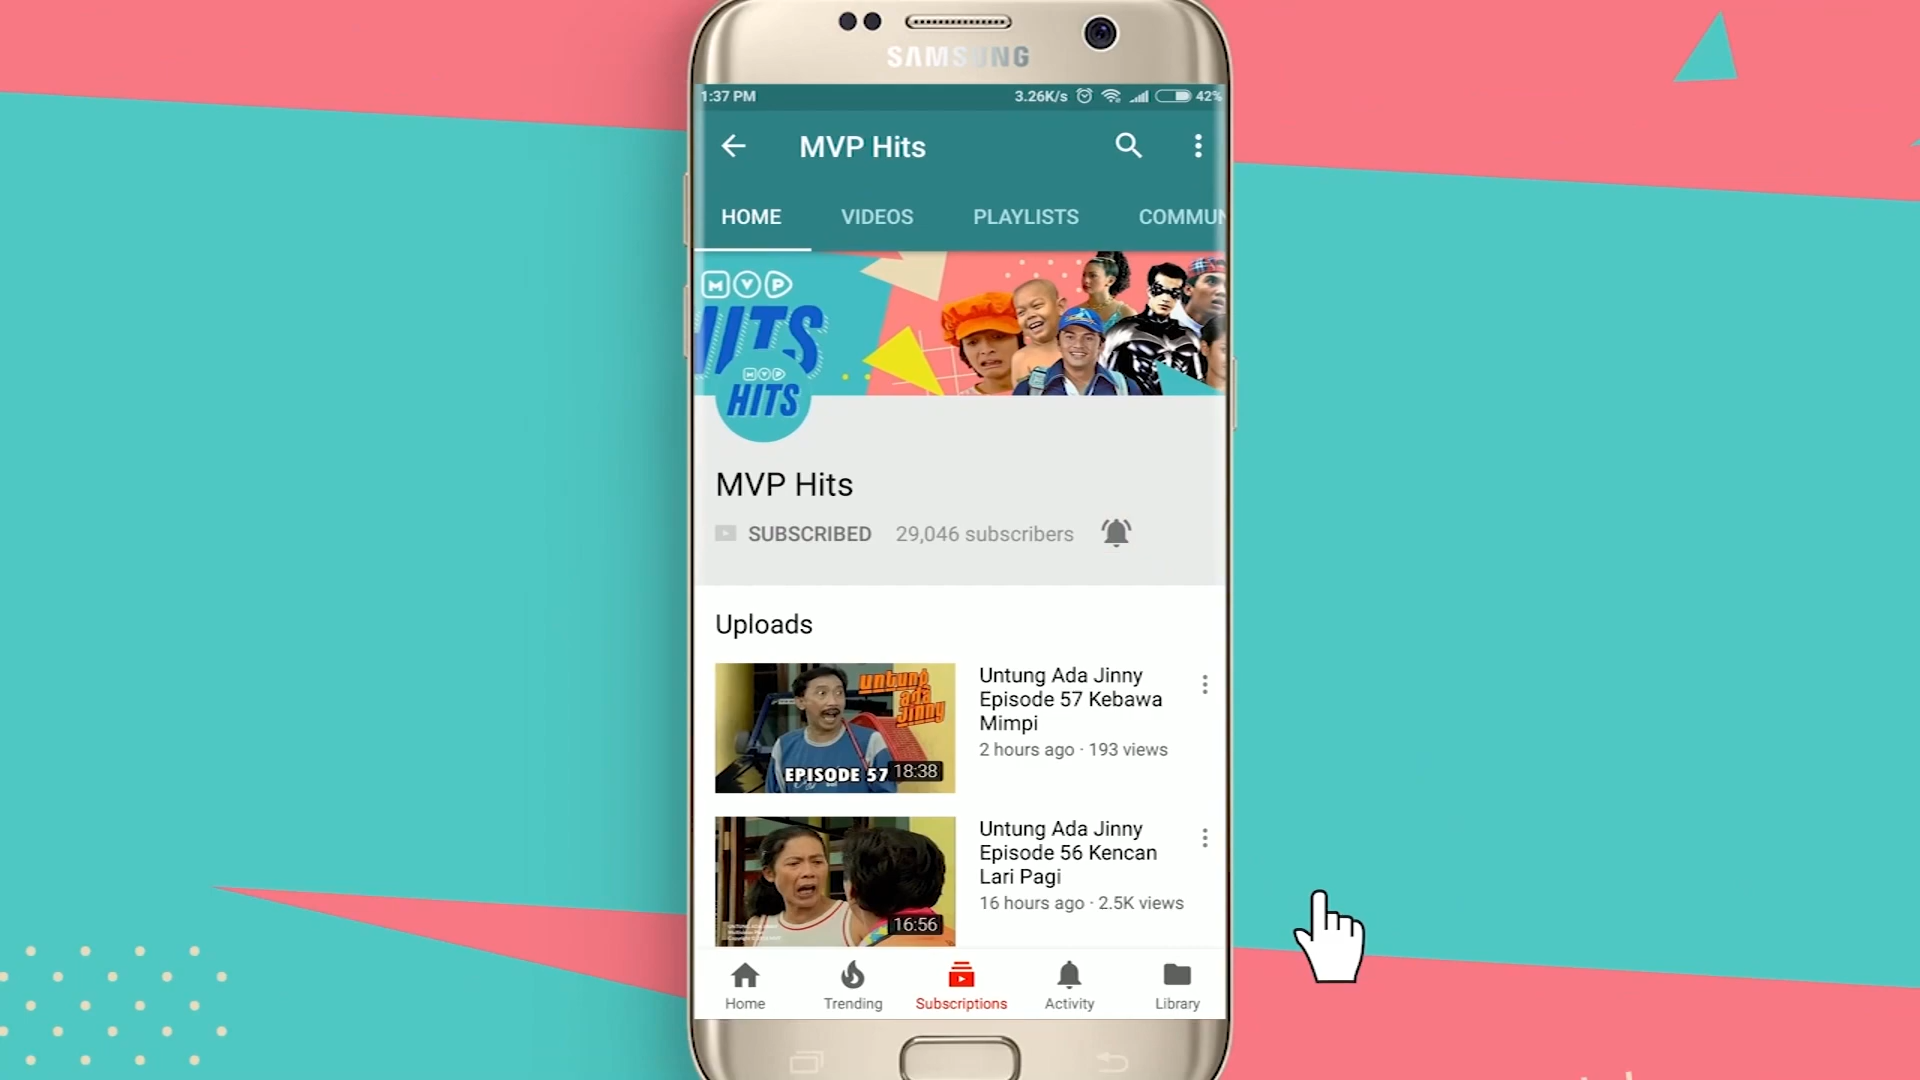 SAMSUNG
1:37 PM 3.26K/s 42%
MVP Hits
HOME VIDEOS PLAYLISTS COMMUN
MVP
HITS
MVP
HITS
MVP Hits
SUBSCRIBED 29,046 subscribers
Uploads
untung
ada
Jinny
EPISODE 57 18:38
Untung Ada Jinny
Episode 57 Kebawa
Mimpi
2 hours ago · 193 views
16:56
Untung Ada Jinny
Episode 56 Kencan
Lari Pagi
16 hours ago · 2.5K views
Home Trending Subscriptions Activity Library